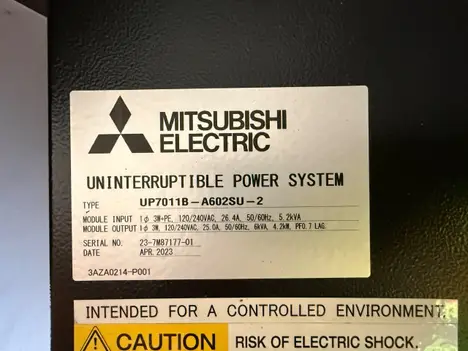 MITSUBISHI
ELECTRIC
UNINTERRUPTIBLE POWER SYSTEM
TYPE UP7011B-A602SU-2
MODULE INPUT 1φ 3W+PE, 120/240VAC, 26.4A, 50/60Hz, 5.2kVA
MODULE OUTPUT 1φ 3W, 120/240VAC, 25.0A, 50/60Hz, 6kVA, 4.2kW, PF0.7 LAG
SERIAL NO. 23-7M87177-01
DATE APR.2023
3AZA0214-P001
INTENDED FOR A CONTROLLED ENVIRONMENT
CAUTION RISK OF ELECTRIC SHOCK.